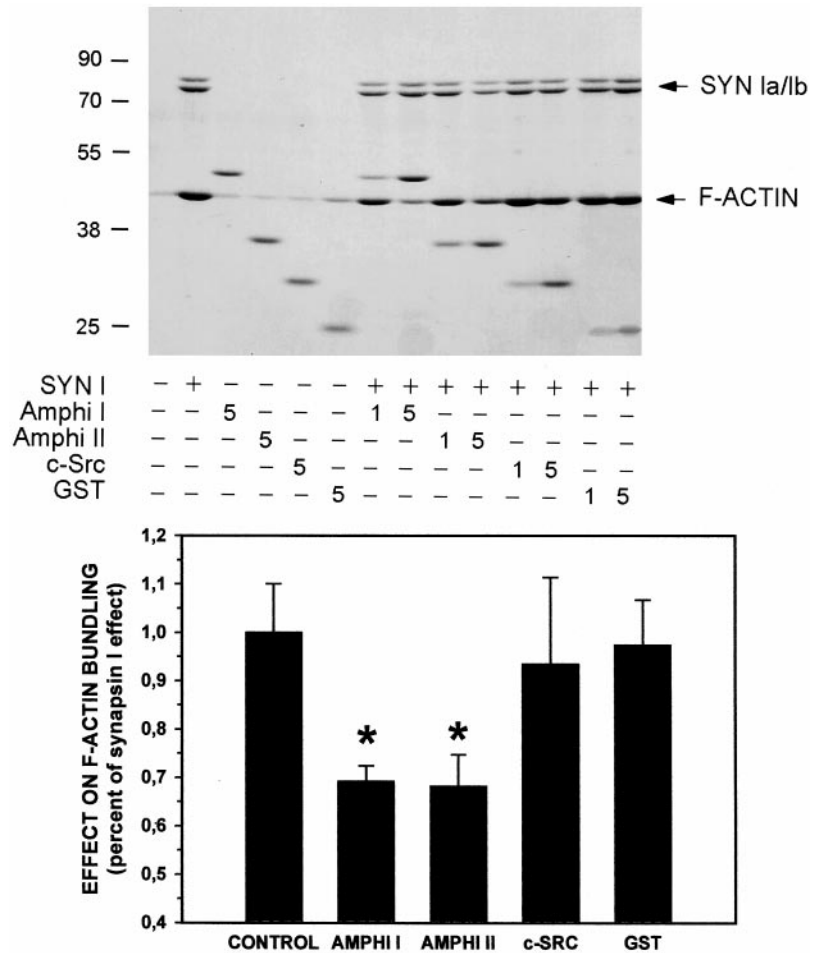 90 –
70 –
SYN Ia/Ib
55 –
F-ACTIN
38 –
25 –
SYN I – + – – – – + + + + + + + +
Amphi I – – 5 – – – 1 5 – – – – – –
Amphi II – – – 5 – – – – 1 5 – – – –
c-Src – – – – 5 – – – – – 1 5 – –
GST – – – – – 5 – – – – – – 1 5
EFFECT ON F-ACTIN BUNDLING
(percent of synapsin I effect)
1,2
1,1
1,0
0,9
0,8
0,7
0,6
0,5
0,4
* *
CONTROL AMPHI I AMPHI II c-SRC GST